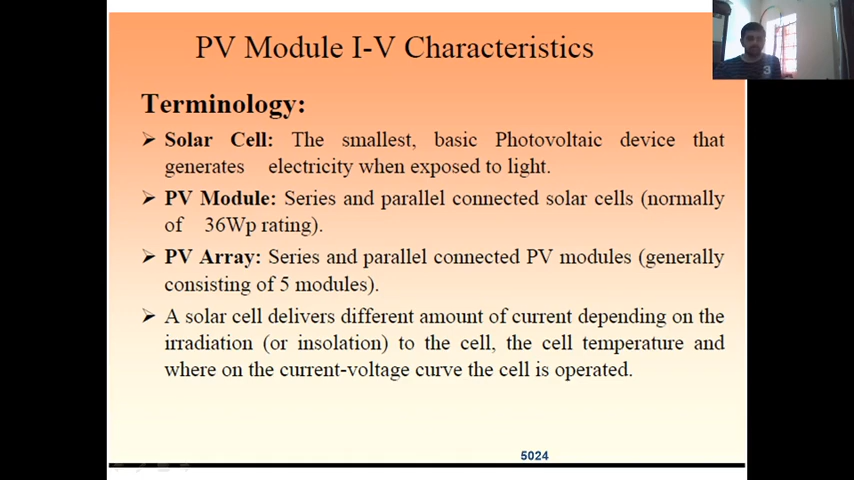 PV Module I-V Characteristics
Terminology:
➢ Solar Cell: The smallest, basic Photovoltaic device that
generates electricity when exposed to light.
➢ PV Module: Series and parallel connected solar cells (normally
of 36Wp rating).
➢ PV Array: Series and parallel connected PV modules (generally
consisting of 5 modules).
➢ A solar cell delivers different amount of current depending on the
irradiation (or insolation) to the cell, the cell temperature and
where on the current-voltage curve the cell is operated.
5024